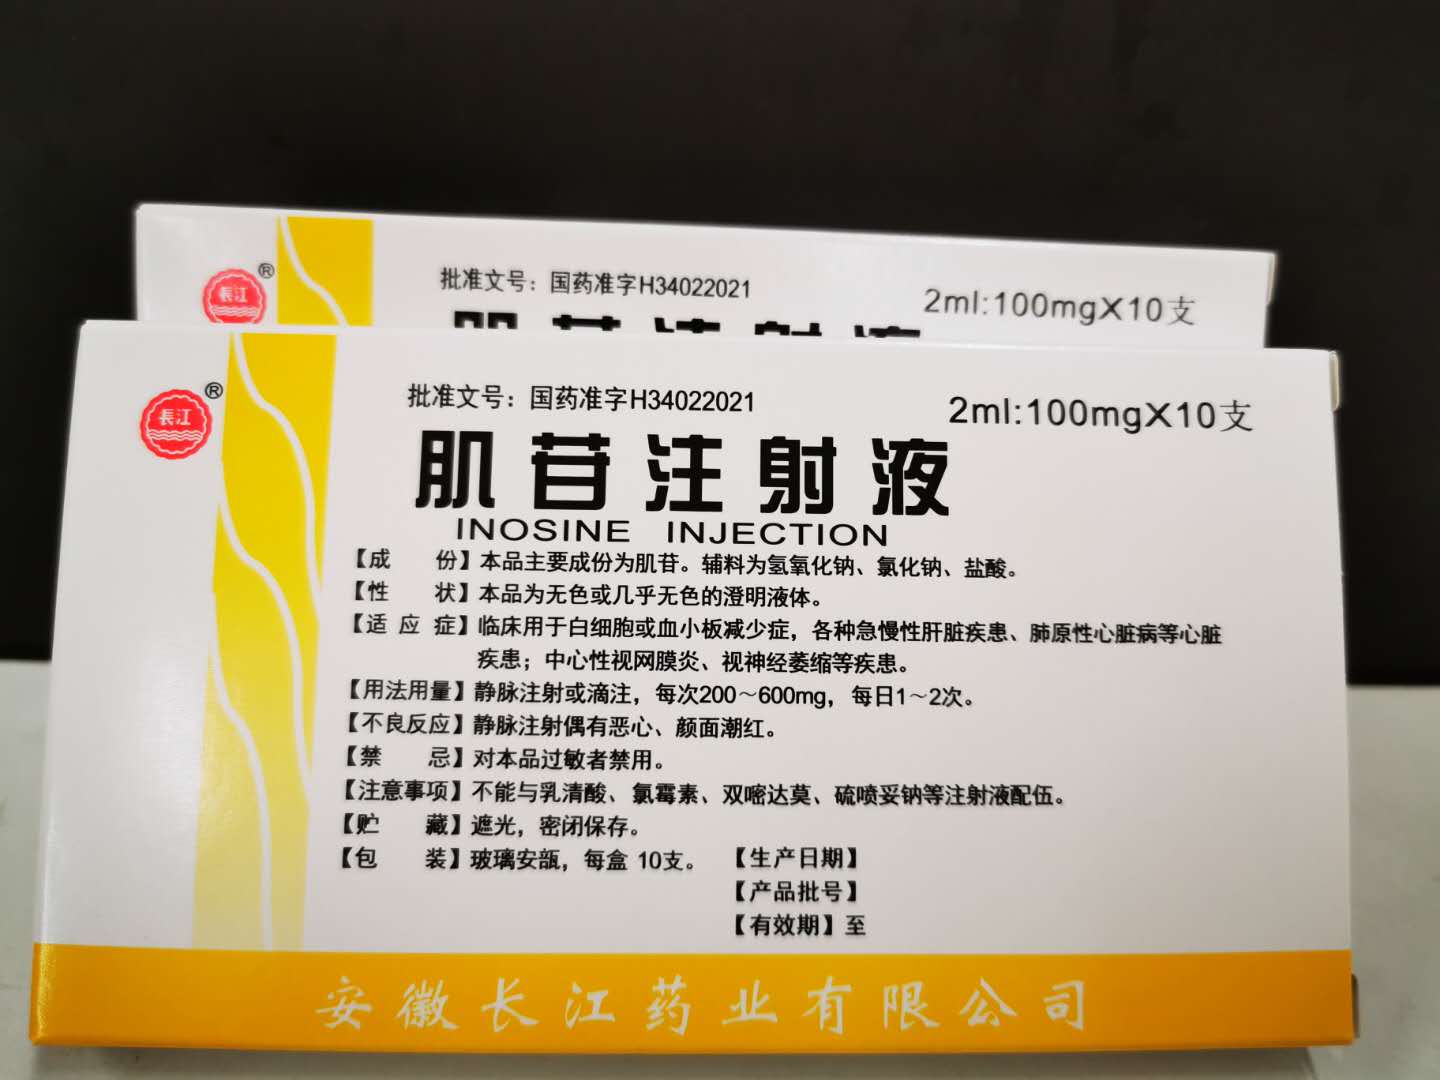 長江®
批准文号：国药准字H34022021
2ml:100mgX10支
肌苷注射液
長江®
批准文号：国药准字H34022021
2ml:100mgX10支
肌苷注射液
INOSINE INJECTION
【成 份】本品主要成份为肌苷。辅料为氢氧化钠、氯化钠、盐酸。
【性 状】本品为无色或几乎无色的澄明液体。
【适 应 症】临床用于白细胞或血小板减少症，各种急慢性肝脏疾患、肺原性心脏病等心脏
疾患；中心性视网膜炎、视神经萎缩等疾患。
【用法用量】静脉注射或滴注，每次200～600mg，每日1～2次。
【不良反应】静脉注射偶有恶心、颜面潮红。
【禁 忌】对本品过敏者禁用。
【注意事项】不能与乳清酸、氯霉素、双嘧达莫、硫喷妥钠等注射液配伍。
【贮 藏】遮光，密闭保存。
【包 装】玻璃安瓿，每盒 10支。 【生产日期】
【产品批号】
【有效期】至
安徽长江药业有限公司